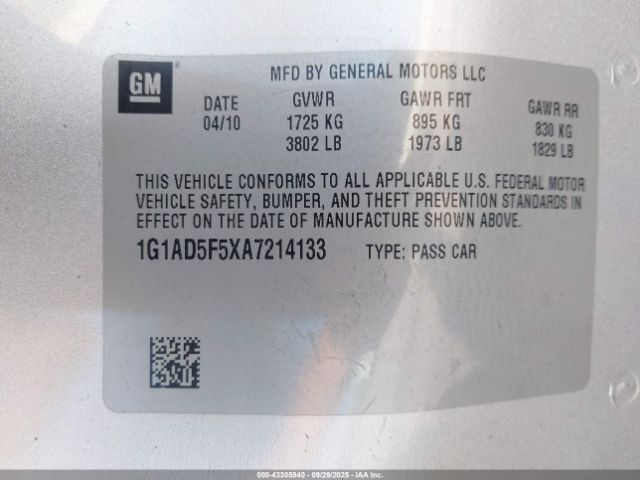 GM ®
MFD BY GENERAL MOTORS LLC
DATE GVWR GAWR FRT GAWR RR
04/10 1725 KG 895 KG 830 KG
3802 LB 1973 LB 1829 LB
THIS VEHICLE CONFORMS TO ALL APPLICABLE U.S. FEDERAL MOTOR
VEHICLE SAFETY, BUMPER, AND THEFT PREVENTION STANDARDS IN
EFFECT ON THE DATE OF MANUFACTURE SHOWN ABOVE.
1G1AD5F5XA7214133 TYPE: PASS CAR
000-43305940 - 09/29/2025 - IAA Inc.